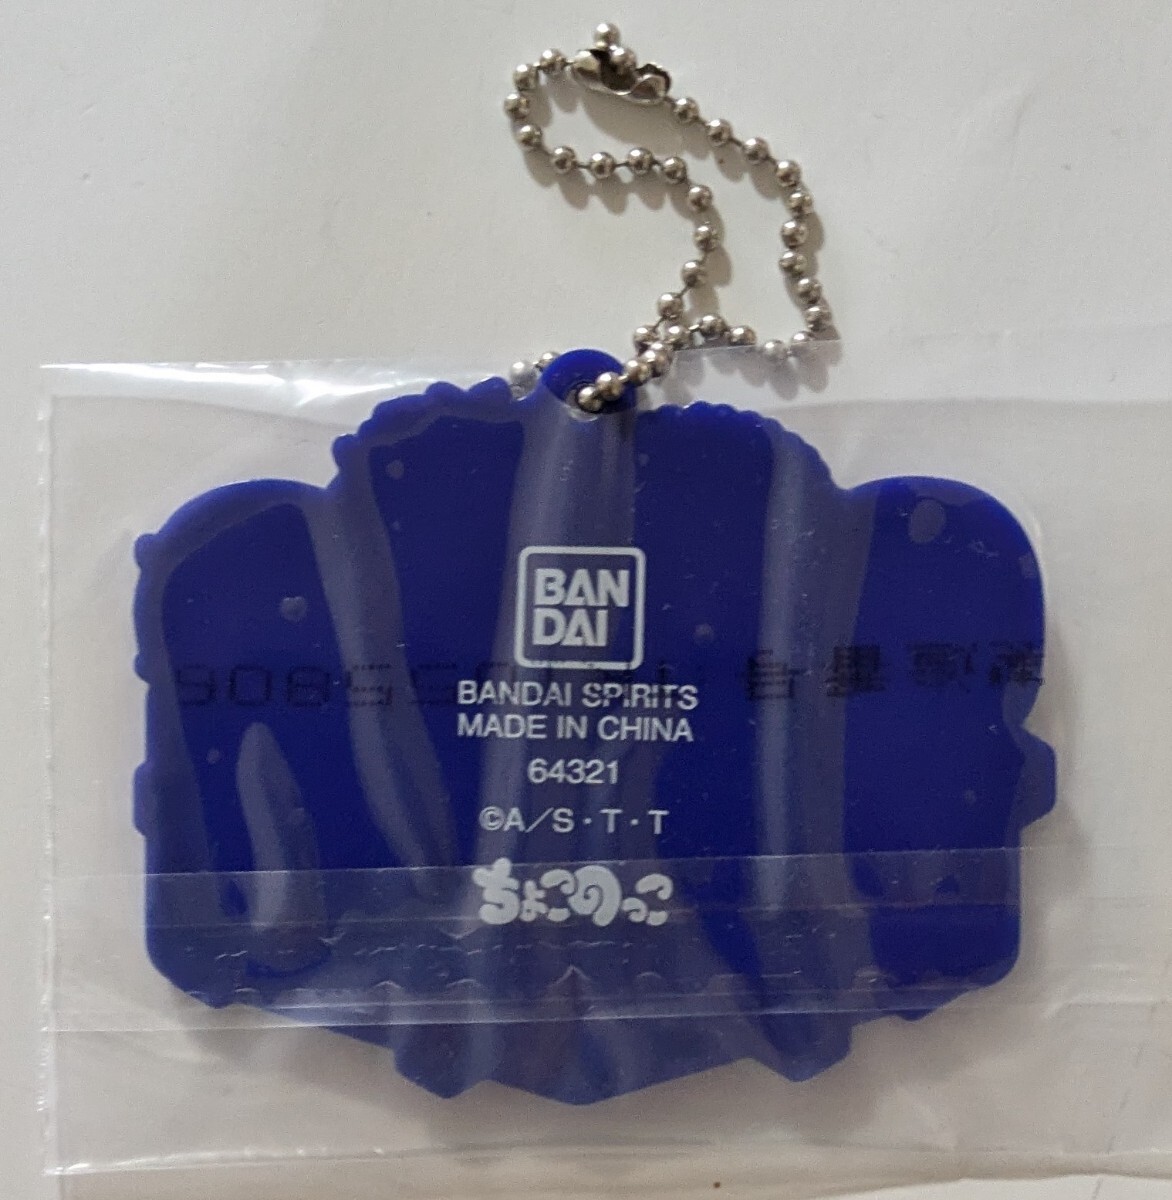 BAN
DAI
BANDAI SPIRITS
MADE IN CHINA
64321
©A/S・T・T
ちょこのっこ